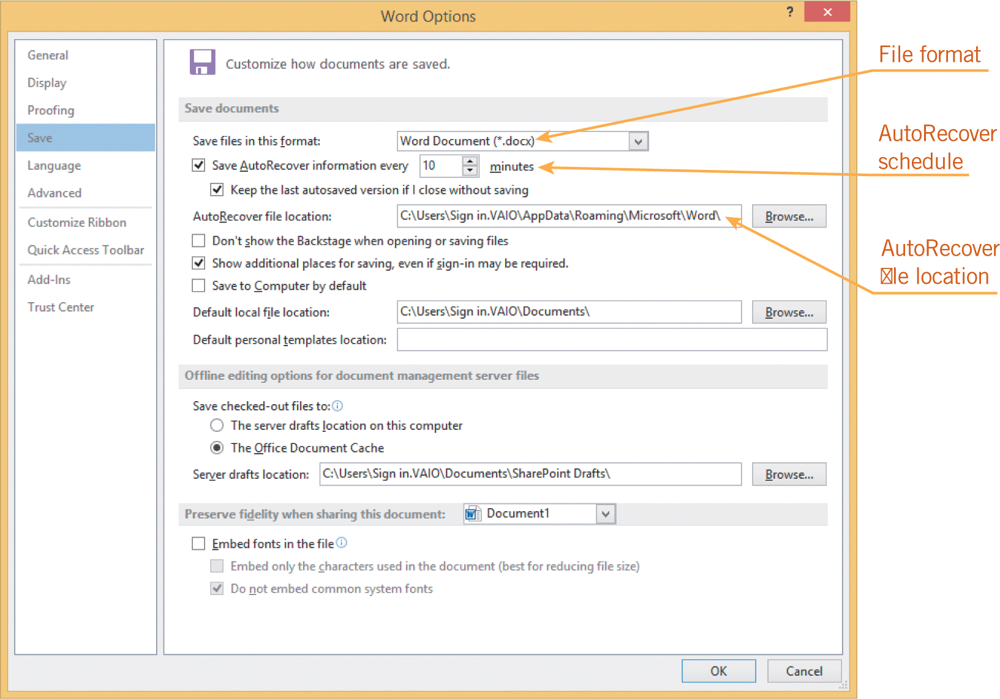 Word Options
?
General
Display
Proofing
Save
Language
Advanced
Customize Ribbon
Quick Access Toolbar
Add-Ins
Trust Center
Customize how documents are saved.
Save documents
Save files in this format: Word Document (*.docx)
Save AutoRecover information every 10 minutes
Keep the last autosaved version if I close without saving
AutoRecover file location: C:\Users\Sign in.VAIO\AppData\Roaming\Microsoft\Word\ Browse...
Don't show the Backstage when opening or saving files
Show additional places for saving, even if sign-in may be required.
Save to Computer by default
Default local file location: C:\Users\Sign in.VAIO\Documents\ Browse...
Default personal templates location:
Offline editing options for document management server files
Save checked-out files to:
The server drafts location on this computer
The Office Document Cache
Server drafts location: C:\Users\Sign in.VAIO\Documents\SharePoint Drafts\ Browse...
Preserve fidelity when sharing this document: Document1
Embed fonts in the file
Embed only the characters used in the document (best for reducing file size)
Do not embed common system fonts
OK Cancel
File format
AutoRecover
schedule
AutoRecover
☒le location